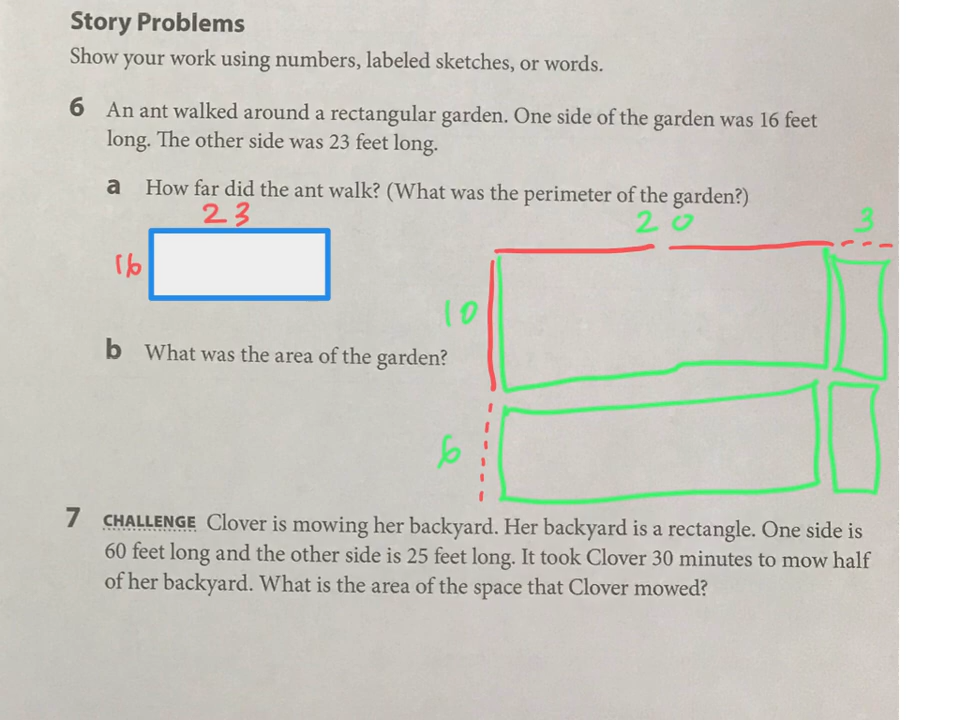 Story Problems
Show your work using numbers, labeled sketches, or words.
6 An ant walked around a rectangular garden. One side of the garden was 16 feet
long. The other side was 23 feet long.
a How far did the ant walk? (What was the perimeter of the garden?)
23
16
20 3
10
b What was the area of the garden?
6
7 CHALLENGE Clover is mowing her backyard. Her backyard is a rectangle. One side is
60 feet long and the other side is 25 feet long. It took Clover 30 minutes to mow half
of her backyard. What is the area of the space that Clover mowed?